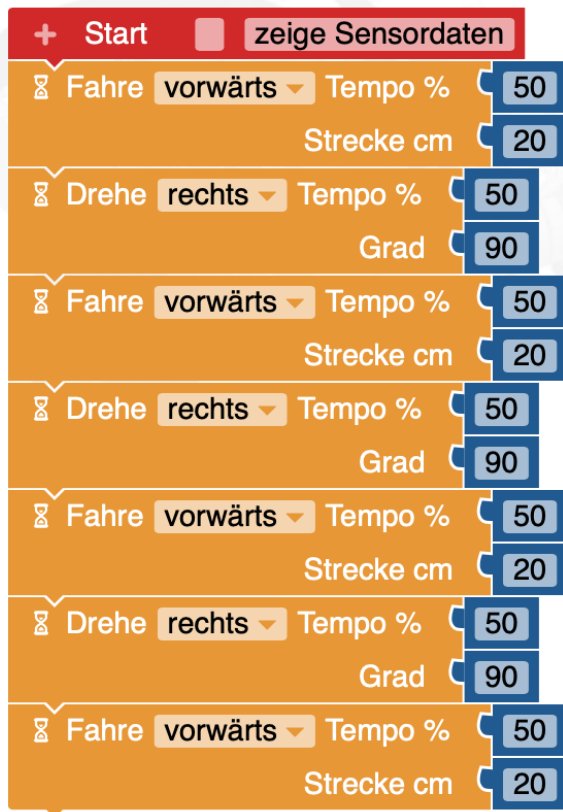 + Start zeige Sensordaten
Fahre vorwärts Tempo % 50
Strecke cm 20
Drehe rechts Tempo % 50
Grad 90
Fahre vorwärts Tempo % 50
Strecke cm 20
Drehe rechts Tempo % 50
Grad 90
Fahre vorwärts Tempo % 50
Strecke cm 20
Drehe rechts Tempo % 50
Grad 90
Fahre vorwärts Tempo % 50
Strecke cm 20